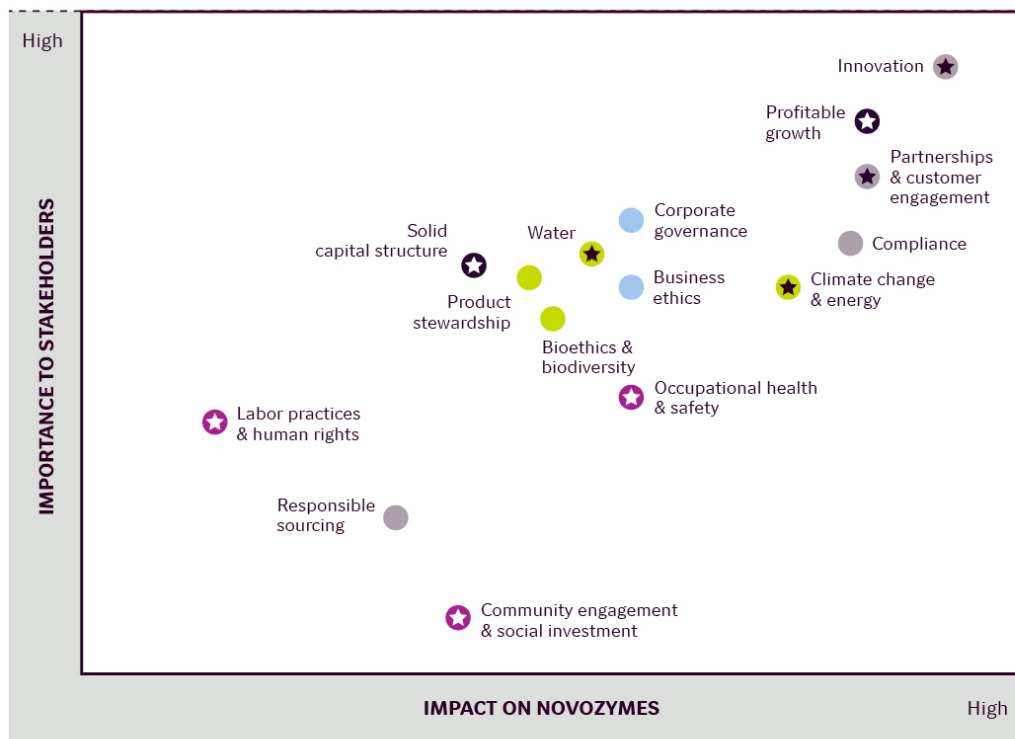 High
Innovation
Profitable
growth
Partnerships
& customer
engagement
Corporate
governance
Solid
capital structure
Water
Compliance
Business
ethics
Climate change
& energy
Product
stewardship
Bioethics &
biodiversity
Occupational health
& safety
Labor practices
& human rights
Responsible
sourcing
Community engagement
& social investment
IMPORTANCE TO STAKEHOLDERS
IMPACT ON NOVOZYMES
High